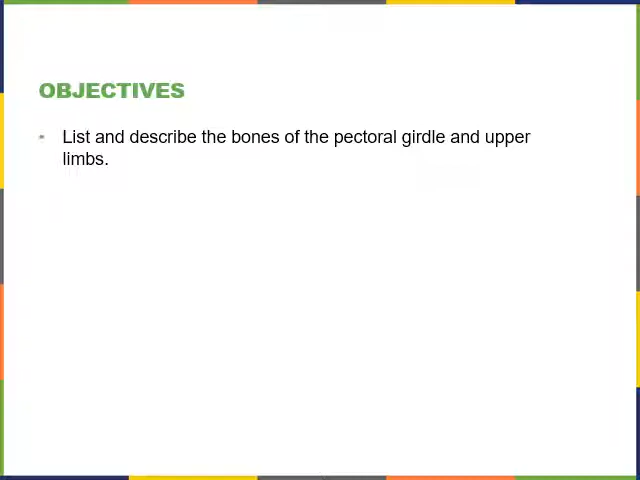 OBJECTIVES
List and describe the bones of the pectoral girdle and upper
limbs.